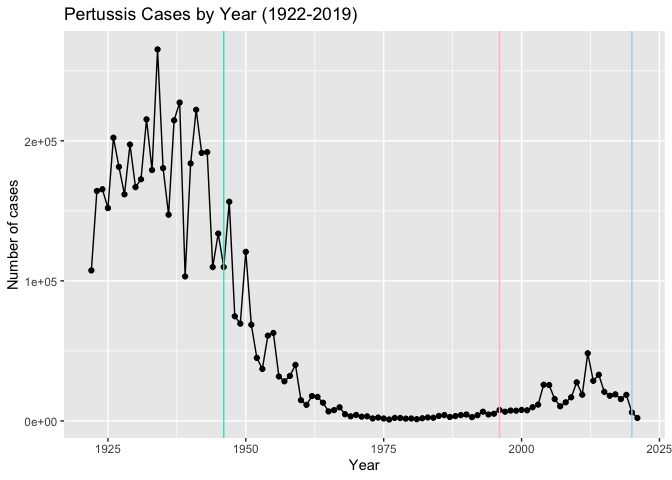 Pertussis Cases by Year (1922-2019)
Number of cases
2e+05
1e+05
0e+00
1925 1950 1975 2000 2025
Year